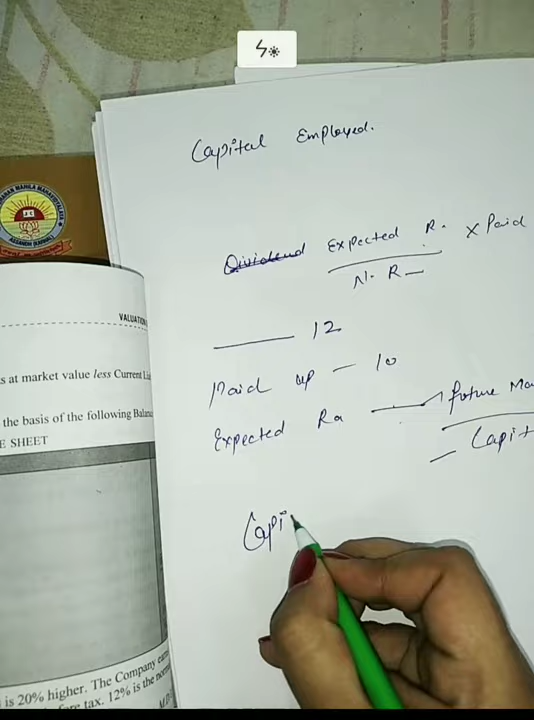 Capital Employed.
Dividend Expected R. × Paid
N. R
12
Paid up - 10
Expected Ra
future Ma
Capit
Capi
VALUATION
s at market value less Current Li
the basis of the following Balanc
E SHEET
is 20% higher. The Company
tax. 12% is the